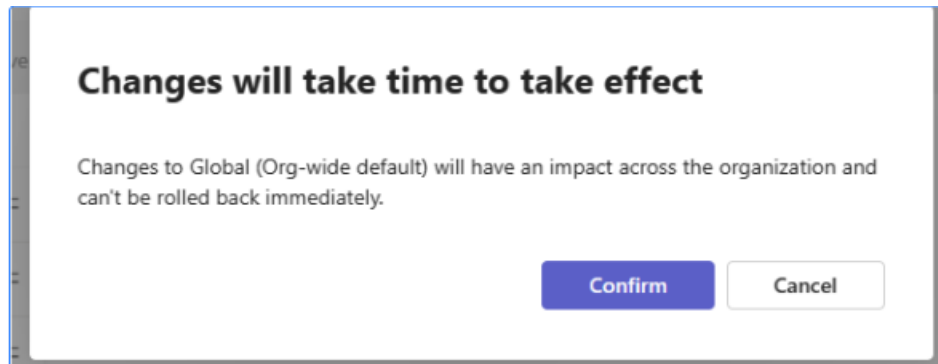 Changes will take time to take effect
Changes to Global (Org-wide default) will have an impact across the organization and
can't be rolled back immediately.
Confirm
Cancel